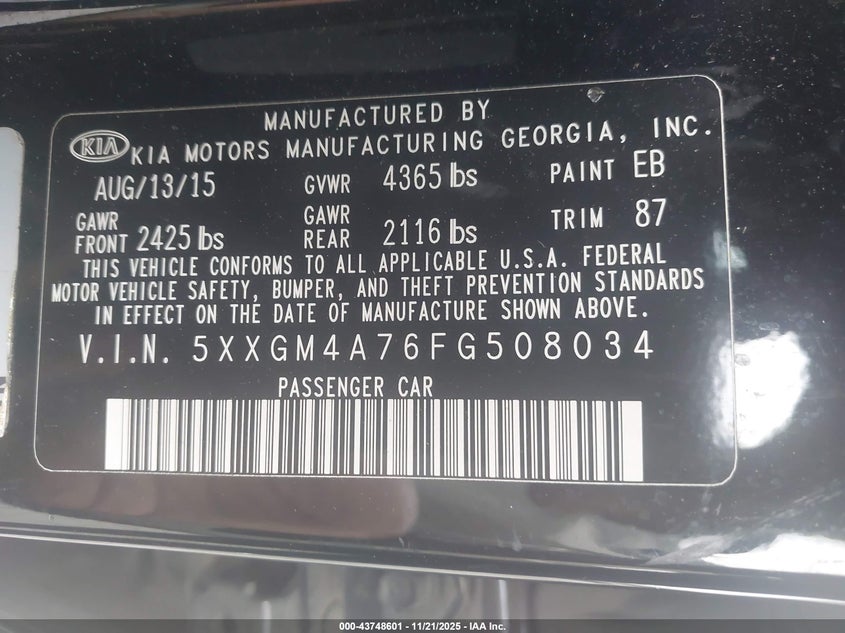 MANUFACTURED BY
KIA KIA MOTORS MANUFACTURING GEORGIA, INC.
AUG/13/15 GVWR 4365 lbs PAINT EB
GAWR FRONT 2425 lbs GAWR REAR 2116 lbs TRIM 87
THIS VEHICLE CONFORMS TO ALL APPLICABLE U.S.A. FEDERAL
MOTOR VEHICLE SAFETY, BUMPER, AND THEFT PREVENTION STANDARDS
IN EFFECT ON THE DATE OF MANUFACTURE SHOWN ABOVE.
V.I.N. 5XXGM4A76FG508034
PASSENGER CAR
000-43748601 - 11/21/2025 - IAA Inc.